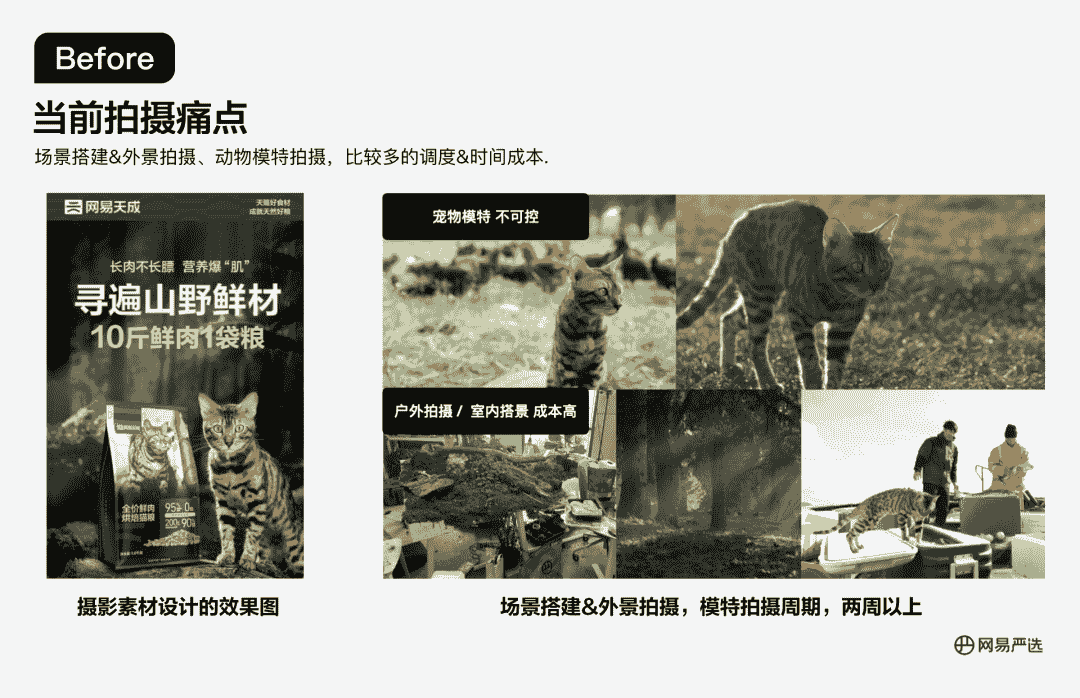 Before
当前拍摄痛点
场景搭建&外景拍摄、动物模特拍摄，比较多的调度&时间成本.
网易天成
天赋好食材
成就天然好粮
长肉不长膘 营养爆“肌”
寻遍山野鲜材
10斤鲜肉1袋粮
全价鲜肉
烘焙猫粮
95
0
200
90
宠物模特 不可控
户外拍摄 / 室内搭景 成本高
摄影素材设计的效果图
场景搭建&外景拍摄，模特拍摄周期，两周以上
网易严选